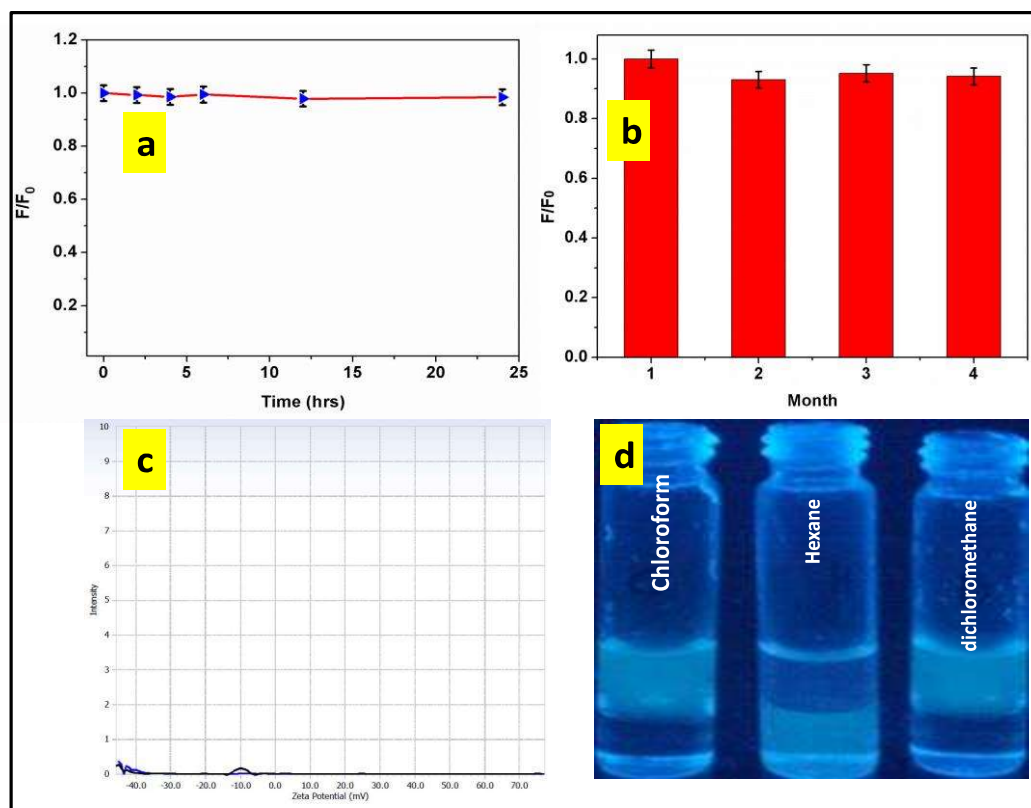 1.2
1.0
0.8
0.6
0.4
0.2
F/F0
a
0 5 10 15 20 25
Time (hrs)
b
1.0
0.8
0.6
0.4
0.2
0.0
F/F0
1 2 3 4
Month
c
10
9
8
7
6
5
4
3
2
1
0
Intensity
-40.0 -30.0 -20.0 -10.0 0.0 10.0 20.0 30.0 40.0 50.0 60.0 70.0
Zeta Potential (mV)
d
Chloroform
Hexane
dichloromethane